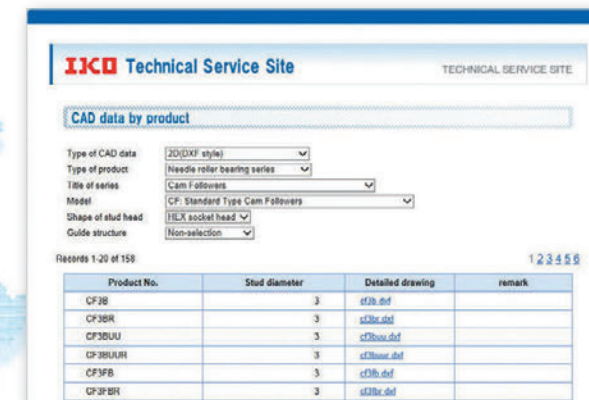 IKO Technical Service Site
TECHNICAL SERVICE SITE
CAD data by product
Type of CAD data 2D(DXF style)
Type of product Needle roller bearing series
Title of series Cam Followers
Model CF: Standard Type Cam Followers
Shape of stud head HEX socket head
Guide structure Non-selection
Records 1-20 of 158 1 2 3 4 5 6
Product No. Stud diameter Detailed drawing remark
CF3B 3 cf3b.dxf
CF3BR 3 cf3br.dxf
CF3BUU 3 cf3buu.dxf
CF3BUUR 3 cf3buur.dxf
CF3FB 3 cf3fb.dxf
CF3FBR 3 cf3fbr.dxf